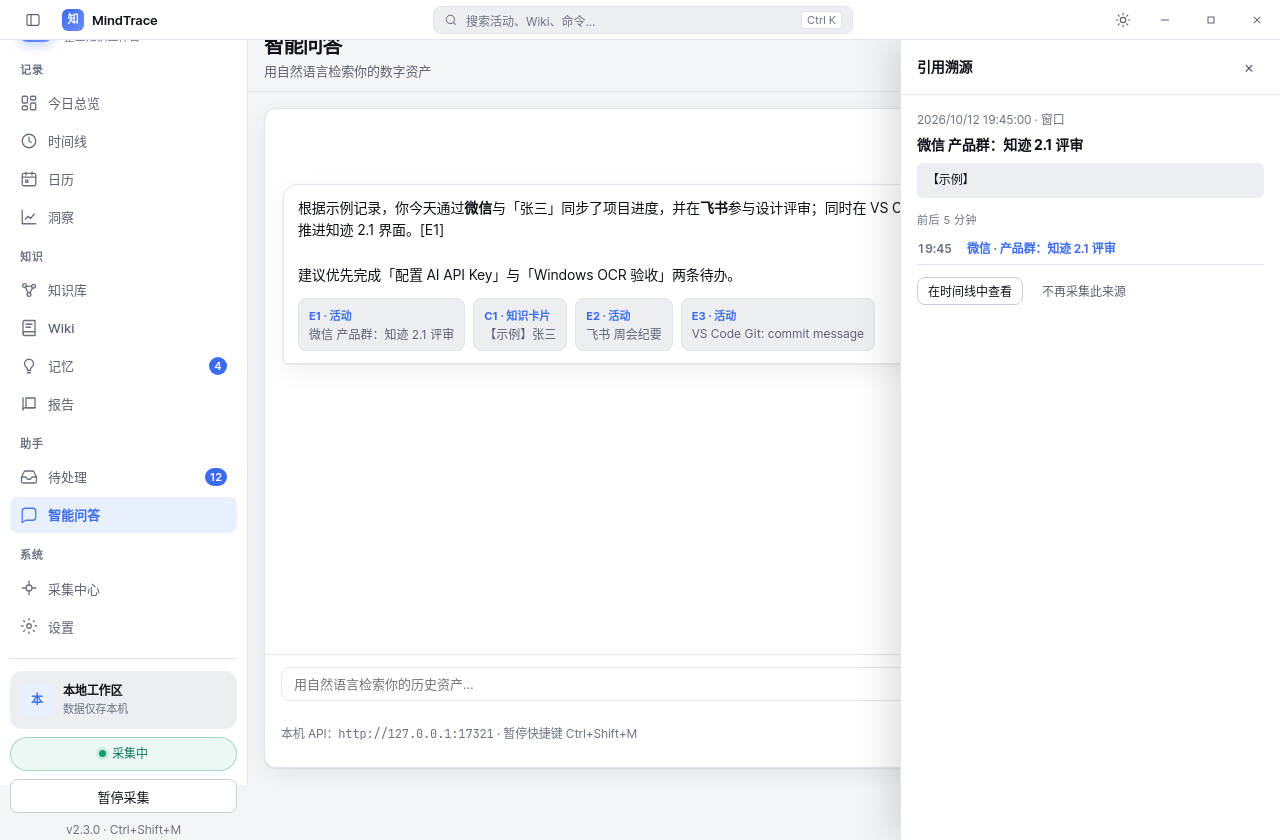 知 MindTrace
搜索活动、Wiki、命令... Ctrl K
记录
今日总览
时间线
日历
洞察
知识
知识库
Wiki
记忆 4
报告
助手
待处理 12
智能问答
系统
采集中心
设置
本 本地工作区
数据仅存本机
采集中
暂停采集
v2.3.0 · Ctrl+Shift+M
智能问答
用自然语言检索你的数字资产
根据示例记录，你今天通过微信与「张三」同步了项目进度，并在飞书参与设计评审；同时在 VS C
推进知迹 2.1 界面。[E1]
建议优先完成「配置 AI API Key」与「Windows OCR 验收」两条待办。
E1 · 活动
微信 产品群：知迹 2.1 评审
C1 · 知识卡片
【示例】张三
E2 · 活动
飞书 周会纪要
E3 · 活动
VS Code Git: commit message
用自然语言检索你的历史资产...
本机 API：http://127.0.0.1:17321 · 暂停快捷键 Ctrl+Shift+M
引用溯源
2026/10/12 19:45:00 · 窗口
微信 产品群：知迹 2.1 评审
【示例】
前后 5 分钟
19:45 微信 · 产品群：知迹 2.1 评审
在时间线中查看 不再采集此来源